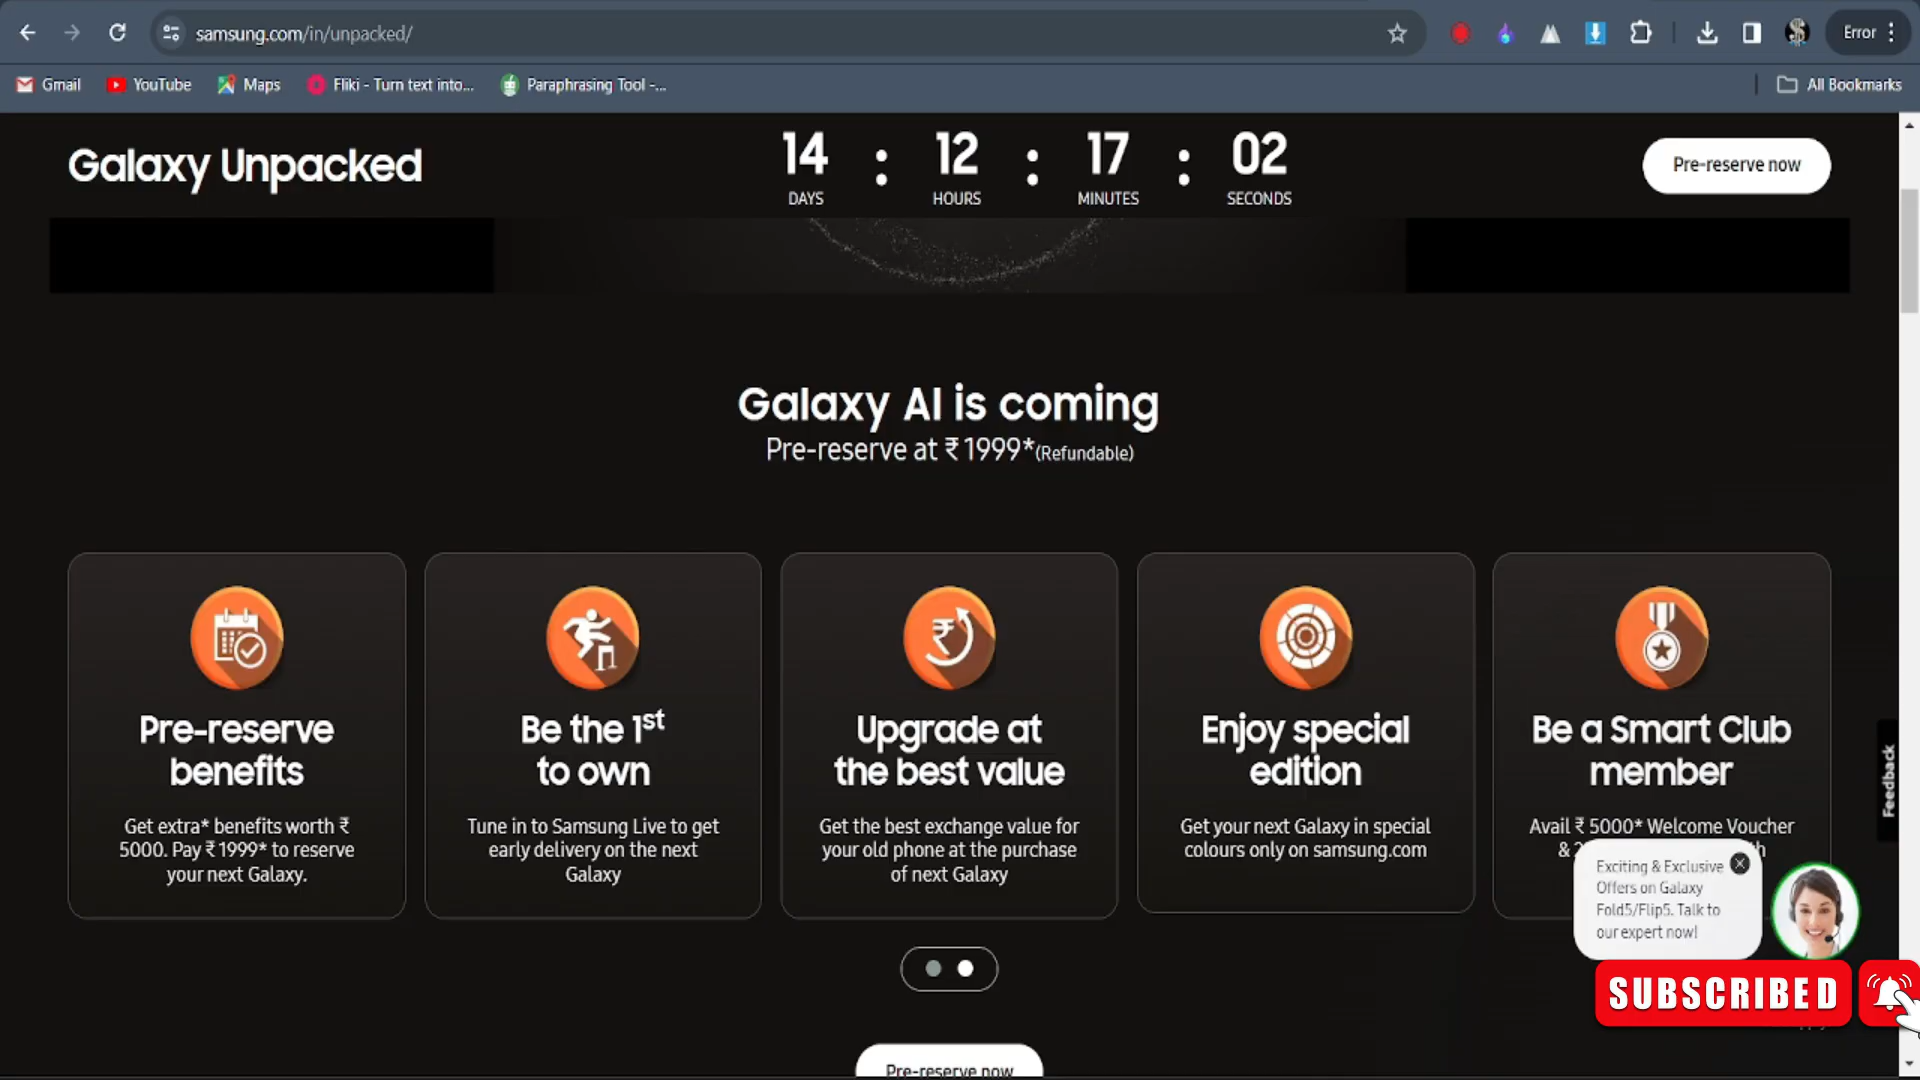 samsung.com/in/unpacked/
Error
Gmail
YouTube
Maps
Fliki - Turn text into...
Paraphrasing Tool -...
All Bookmarks
Galaxy Unpacked
14 : 12 : 17 : 02
DAYS HOURS MINUTES SECONDS
Pre-reserve now
Galaxy AI is coming
Pre-reserve at ₹ 1999*(Refundable)
Pre-reserve
benefits
Get extra* benefits worth ₹
5000. Pay ₹ 1999* to reserve
your next Galaxy.
Be the 1st
to own
Tune in to Samsung Live to get
early delivery on the next
Galaxy
Upgrade at
the best value
Get the best exchange value for
your old phone at the purchase
of next Galaxy
Enjoy special
edition
Get your next Galaxy in special
colours only on samsung.com
Be a Smart Club
member
Avail ₹ 5000* Welcome Voucher
&
Feedback
Exciting & Exclusive
Offers on Galaxy
Fold5/Flip5. Talk to
our expert now!
SUBSCRIBED
Pre-reserve now